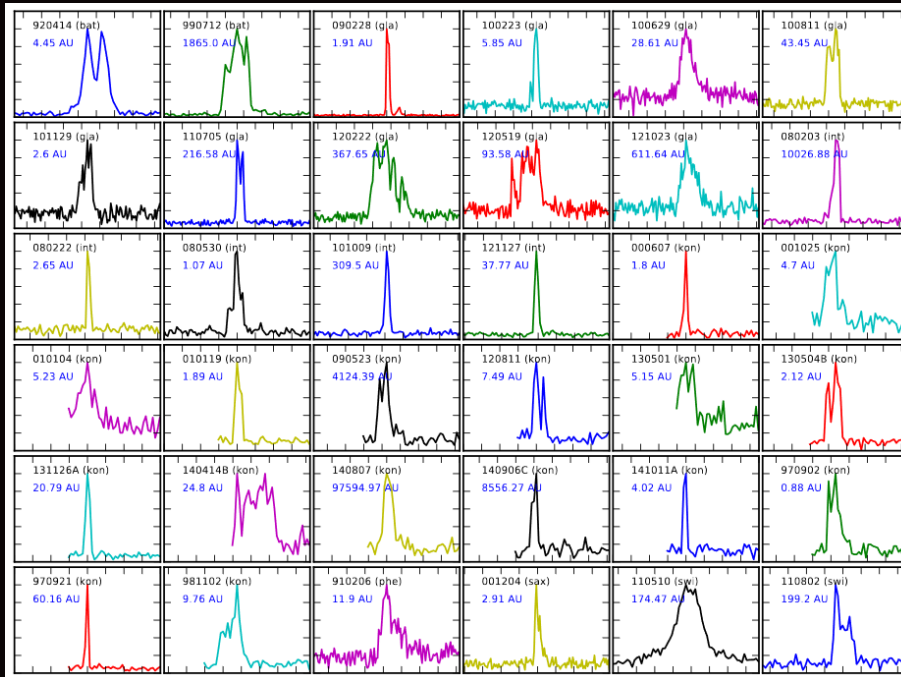 920414 (bat)
4.45 AU
990712 (bat)
1865.0 AU
090228 (gla)
1.91 AU
100223 (gla)
5.85 AU
100629 (gla)
28.61 AU
100811 (gla)
43.45 AU
101129 (gla)
2.6 AU
110705 (gla)
216.58 AU
120222 (gla)
367.65 AU
120519 (gla)
93.58 AU
121023 (gla)
611.64 AU
080203 (int)
10026.88 AU
080222 (int)
2.65 AU
080530 (int)
1.07 AU
101009 (int)
309.5 AU
121127 (int)
37.77 AU
000607 (kon)
1.8 AU
001025 (kon)
4.7 AU
010104 (kon)
5.23 AU
010119 (kon)
1.89 AU
090523 (kon)
4124.39 AU
120811 (kon)
7.49 AU
130501 (kon)
5.15 AU
130504B (kon)
2.12 AU
131126A (kon)
20.79 AU
140414B (kon)
24.8 AU
140807 (kon)
97594.97 AU
140906C (kon)
8556.27 AU
141011A (kon)
4.02 AU
970902 (kon)
0.88 AU
970921 (kon)
60.16 AU
981102 (kon)
9.76 AU
910206 (phe)
11.9 AU
001204 (sax)
2.91 AU
110510 (swi)
174.47 AU
110802 (swi)
199.2 AU